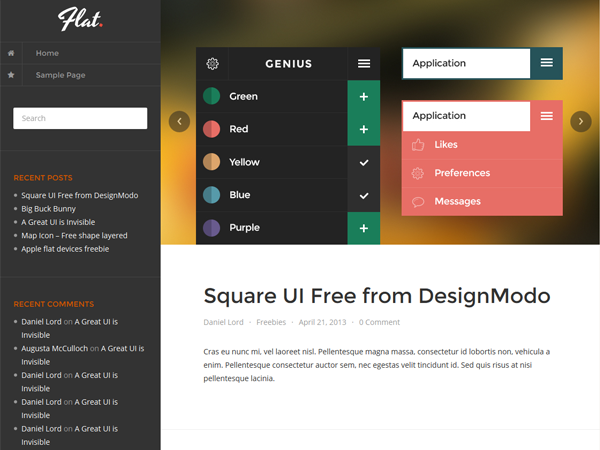 Flat.
Home
Sample Page
Search
RECENT POSTS
Square UI Free from DesignModo
Big Buck Bunny
A Great UI is Invisible
Map Icon – Free shape layered
Apple flat devices freebie
RECENT COMMENTS
Daniel Lord on A Great UI is
Invisible
Augusta McCulloch on A Great UI is
Invisible
Daniel Lord on A Great UI is
Invisible
Daniel Lord on A Great UI is
Invisible
Daniel Lord on A Great UI is
Invisible
GENIUS
Green
Red
Yellow
Blue
Purple
Application
Application
Likes
Preferences
Messages
Square UI Free from DesignModo
Daniel Lord · Freebies · April 21, 2013 · 0 Comment
Cras eu nunc mi, vel laoreet nisl. Pellentesque magna massa, consectetur id lobortis non, vehicula a
enim. Pellentesque consectetur auctor sem, nec egestas velit tincidunt id. Sed quis risus at nisi
pellentesque lacinia.